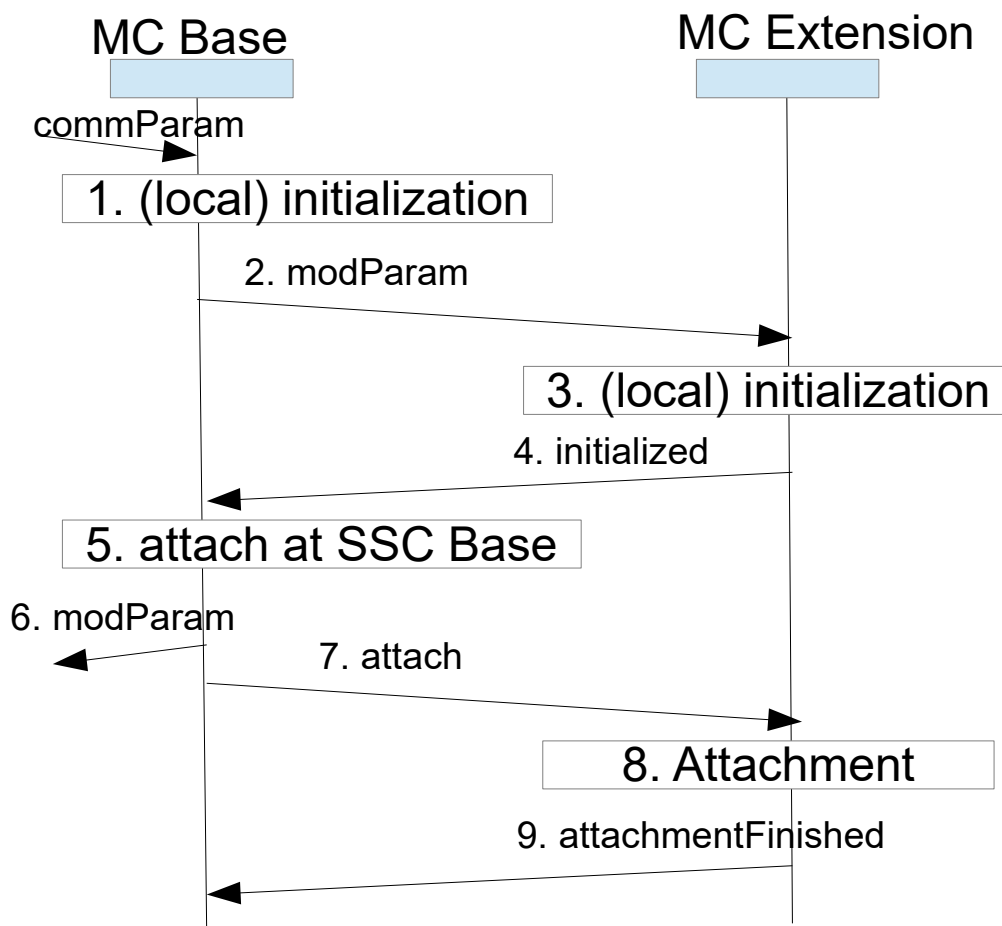 MC Base
MC Extension
commParam
1. (local) initialization
2. modParam
3. (local) initialization
4. initialized
5. attach at SSC Base
6. modParam
7. attach
8. Attachment
9. attachmentFinished